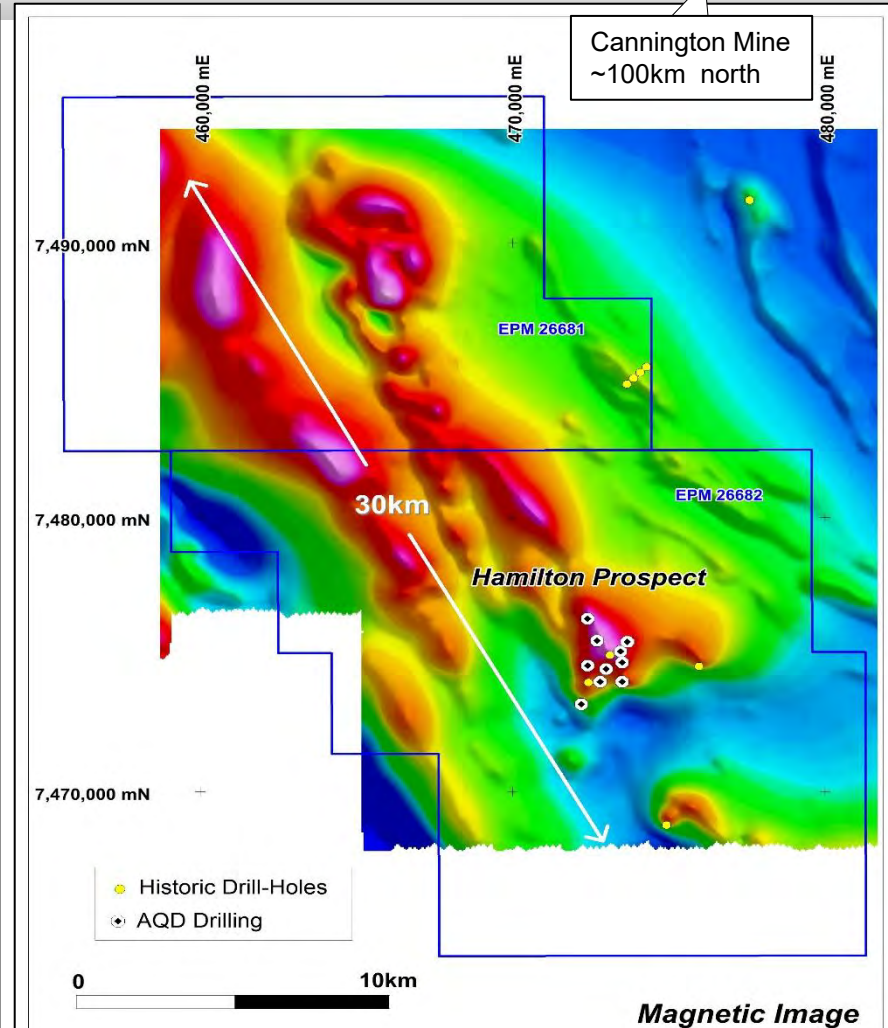 Cannington Mine
~100km north
460,000 mE
470,000 mE
480,000 mE
7,490,000 mN
EPM 26681
EPM 26682
30km
7,480,000 mN
Hamilton Prospect
7,470,000 mN
Historic Drill-Holes
AQD Drilling
0
10km
Magnetic Image